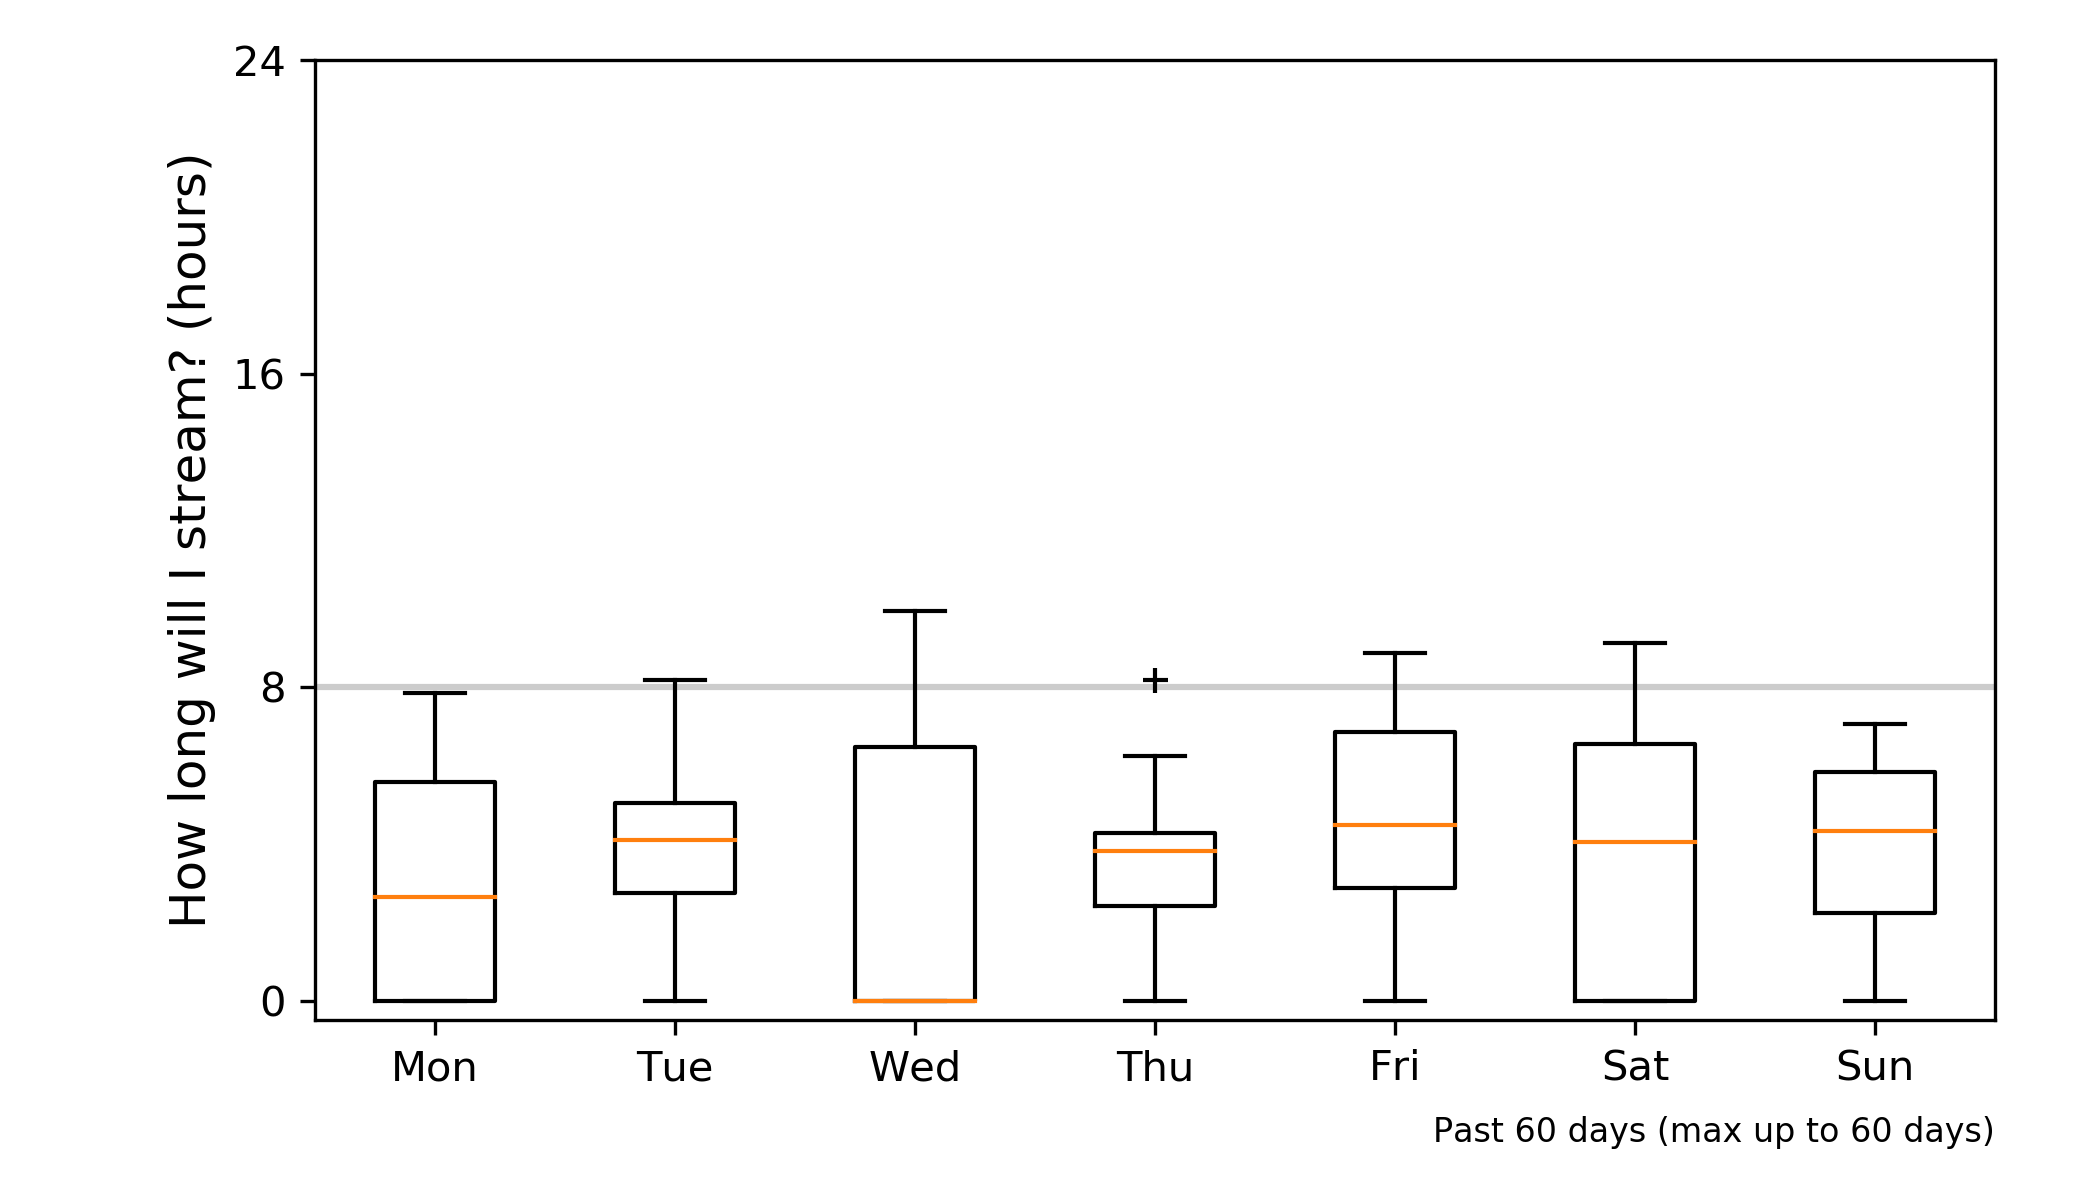 How long will I stream? (hours)
24
16
8
0
Mon Tue Wed Thu Fri Sat Sun
Past 60 days (max up to 60 days)